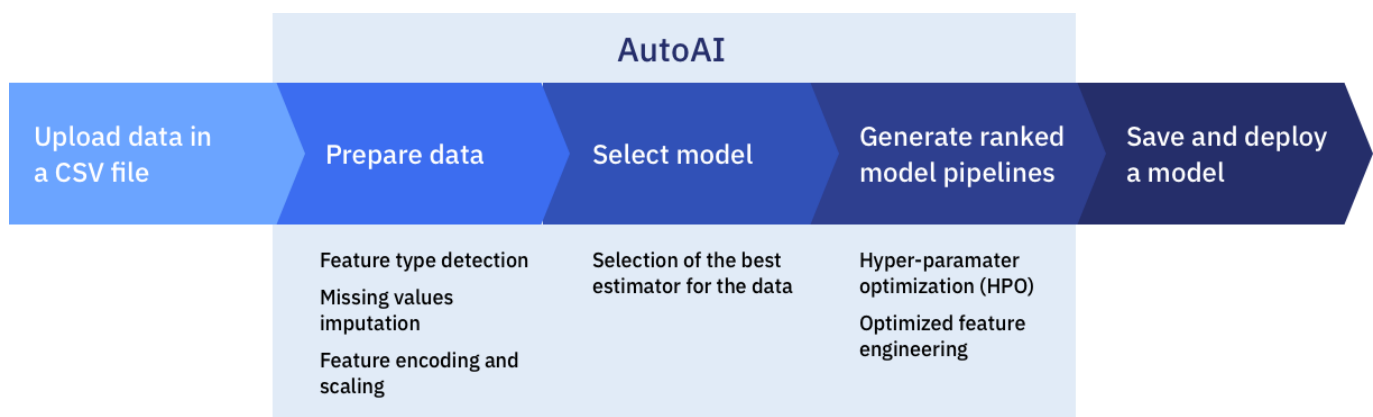 AutoAI
Upload data in
a CSV file
Prepare data
Select model
Generate ranked
model pipelines
Save and deploy
a model
Feature type detection
Missing values
imputation
Feature encoding and
scaling
Selection of the best
estimator for the data
Hyper-paramater
optimization (HPO)
Optimized feature
engineering